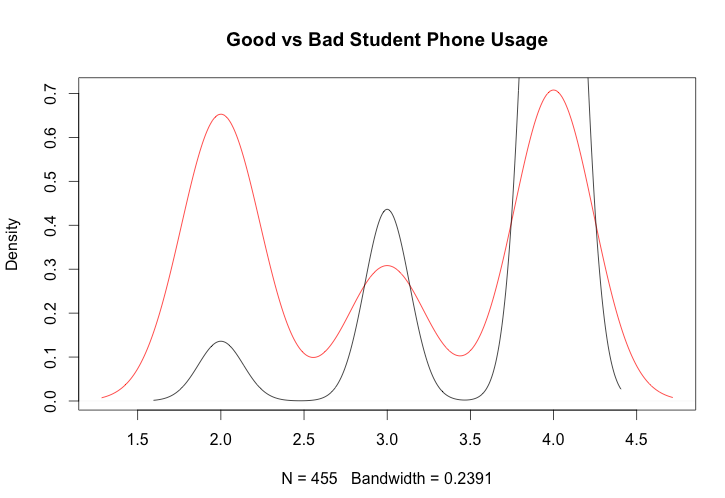 Good vs Bad Student Phone Usage
Density
0.0 0.1 0.2 0.3 0.4 0.5 0.6 0.7
1.5 2.0 2.5 3.0 3.5 4.0 4.5
N = 455 Bandwidth = 0.2391